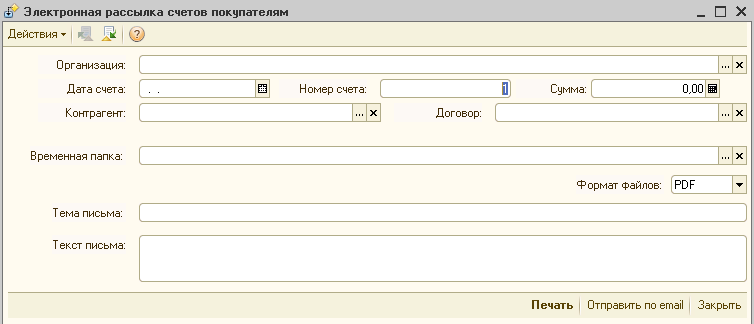 Электронная рассылка счетов покупателям
Действия
Организация:
Дата счета: . . Номер счета: 1 Сумма: 0,00
Контрагент: Договор:
Временная папка:
Формат файлов: PDF
Тема письма:
Текст письма:
Печать Отправить по email Закрыть